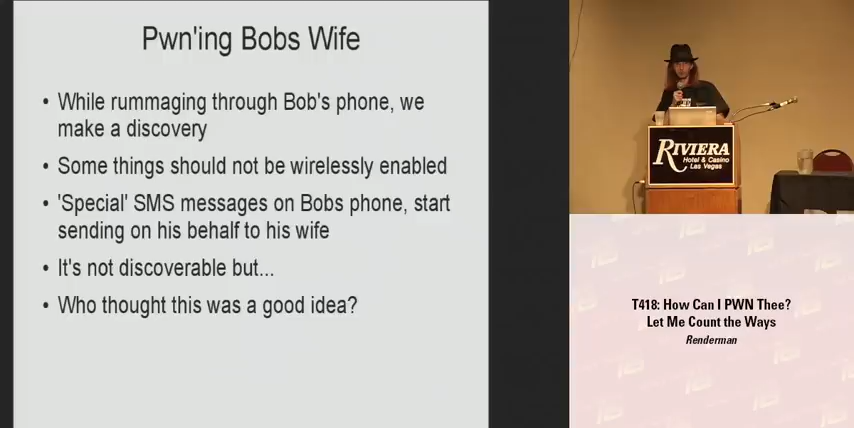 Pwn'ing Bobs Wife
• While rummaging through Bob's phone, we
make a discovery
• Some things should not be wirelessly enabled
• 'Special' SMS messages on Bobs phone, start
sending on his behalf to his wife
• It's not discoverable but...
• Who thought this was a good idea?
RIVIERA
Hotel & Casino
Las Vegas
T418: How Can I PWN Thee?
Let Me Count the Ways
Renderman